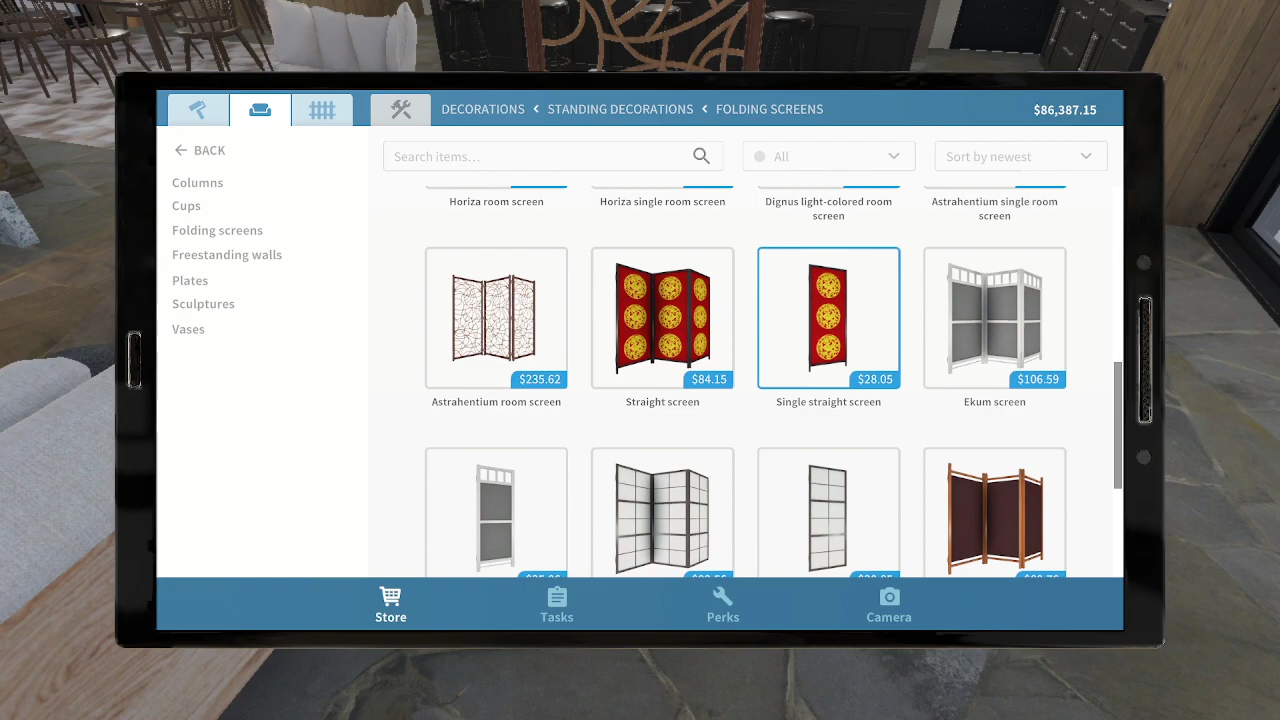 DECORATIONS < STANDING DECORATIONS < FOLDING SCREENS
$86,387.15
BACK
Search items...
All
Sort by newest
Columns
Cups
Folding screens
Freestanding walls
Plates
Sculptures
Vases
Horiza room screen
Horiza single room screen
Dignus light-colored room
screen
Astrahentium single room
screen
$235.62
$84.15
$28.05
$106.59
Astrahentium room screen
Straight screen
Single straight screen
Ekum screen
Store
Tasks
Perks
Camera